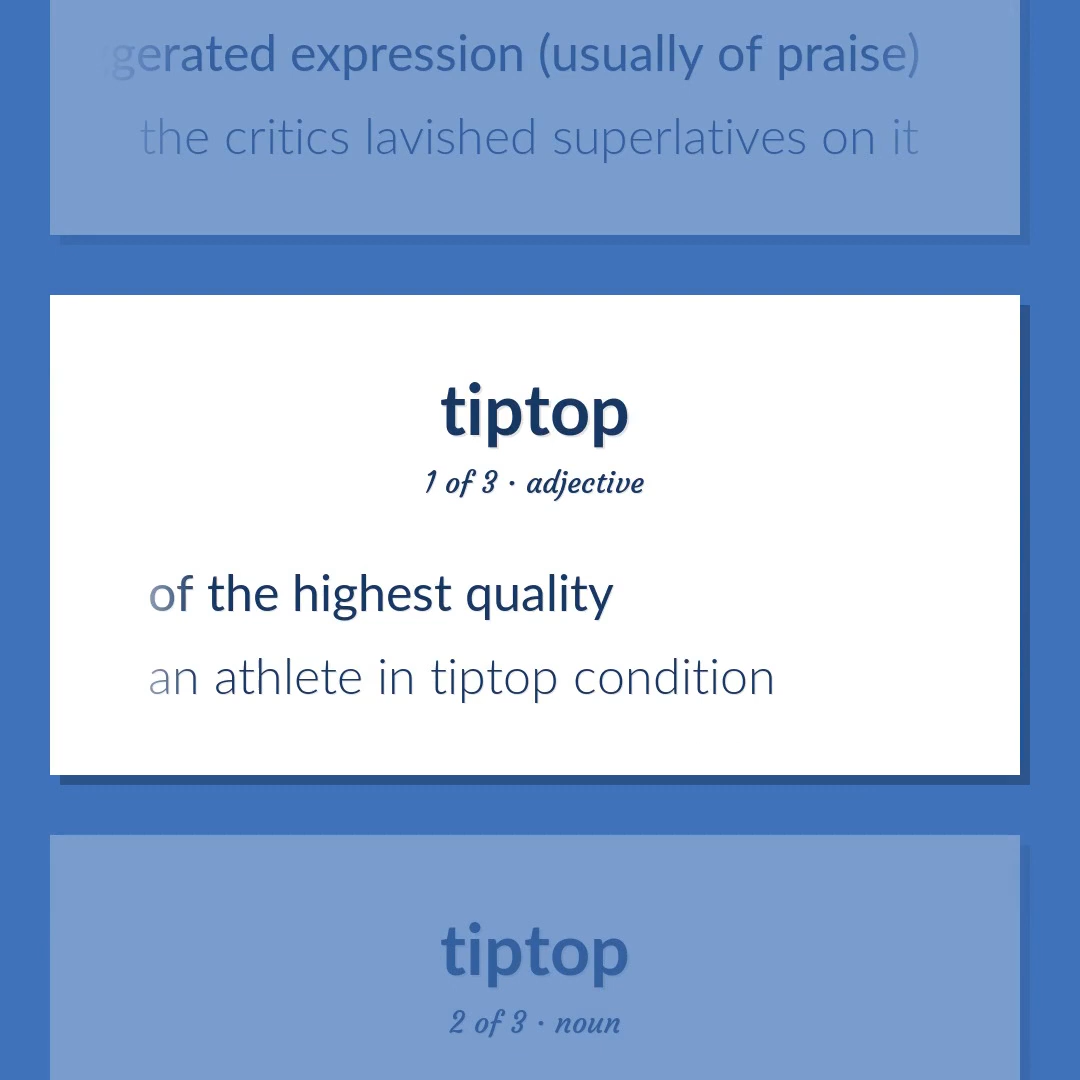 expression (usually of praise)
the critics lavished superlatives on it
tiptop
1 of 3 · adjective
of the highest quality
an athlete in tiptop condition
tiptop
2 of 3 · noun